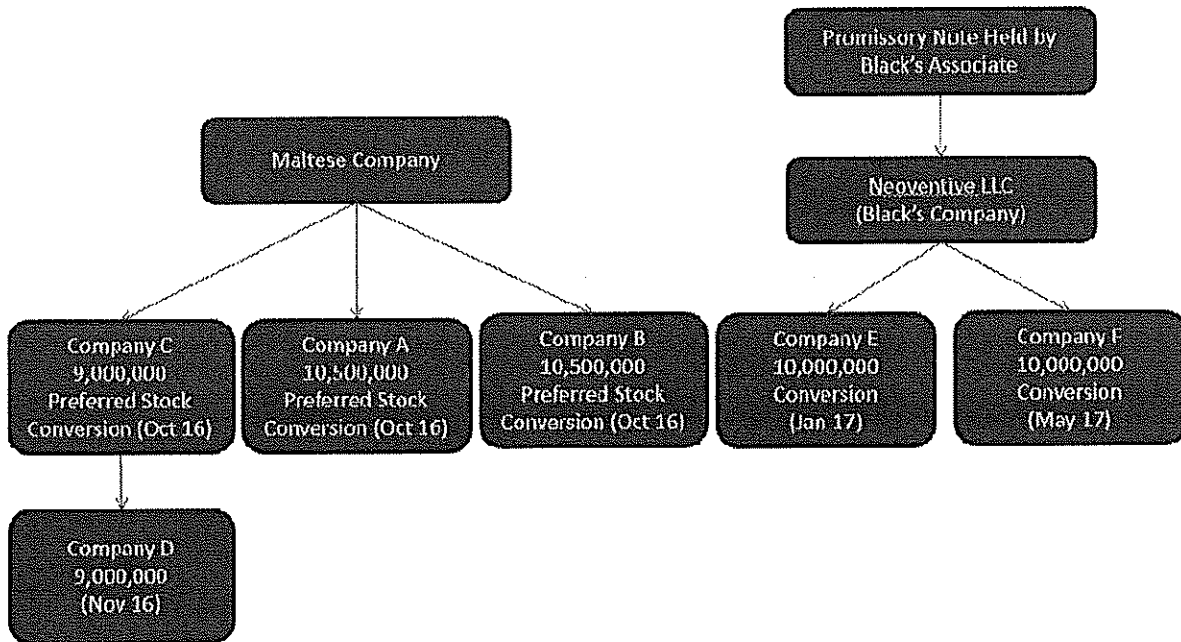 Promissory Note Held by
Black's Associate
Maltese Company
Neoventive LLC
(Black's Company)
Company C
9,000,000
Preferred Stock
Conversion (Oct 16)
Company A
10,500,000
Preferred Stock
Conversion (Oct 16)
Company B
10,500,000
Preferred Stock
Conversion (Oct 16)
Company E
10,000,000
Conversion
(Jan 17)
Company F
10,000,000
Conversion
(May 17)
Company D
9,000,000
(Nov 16)